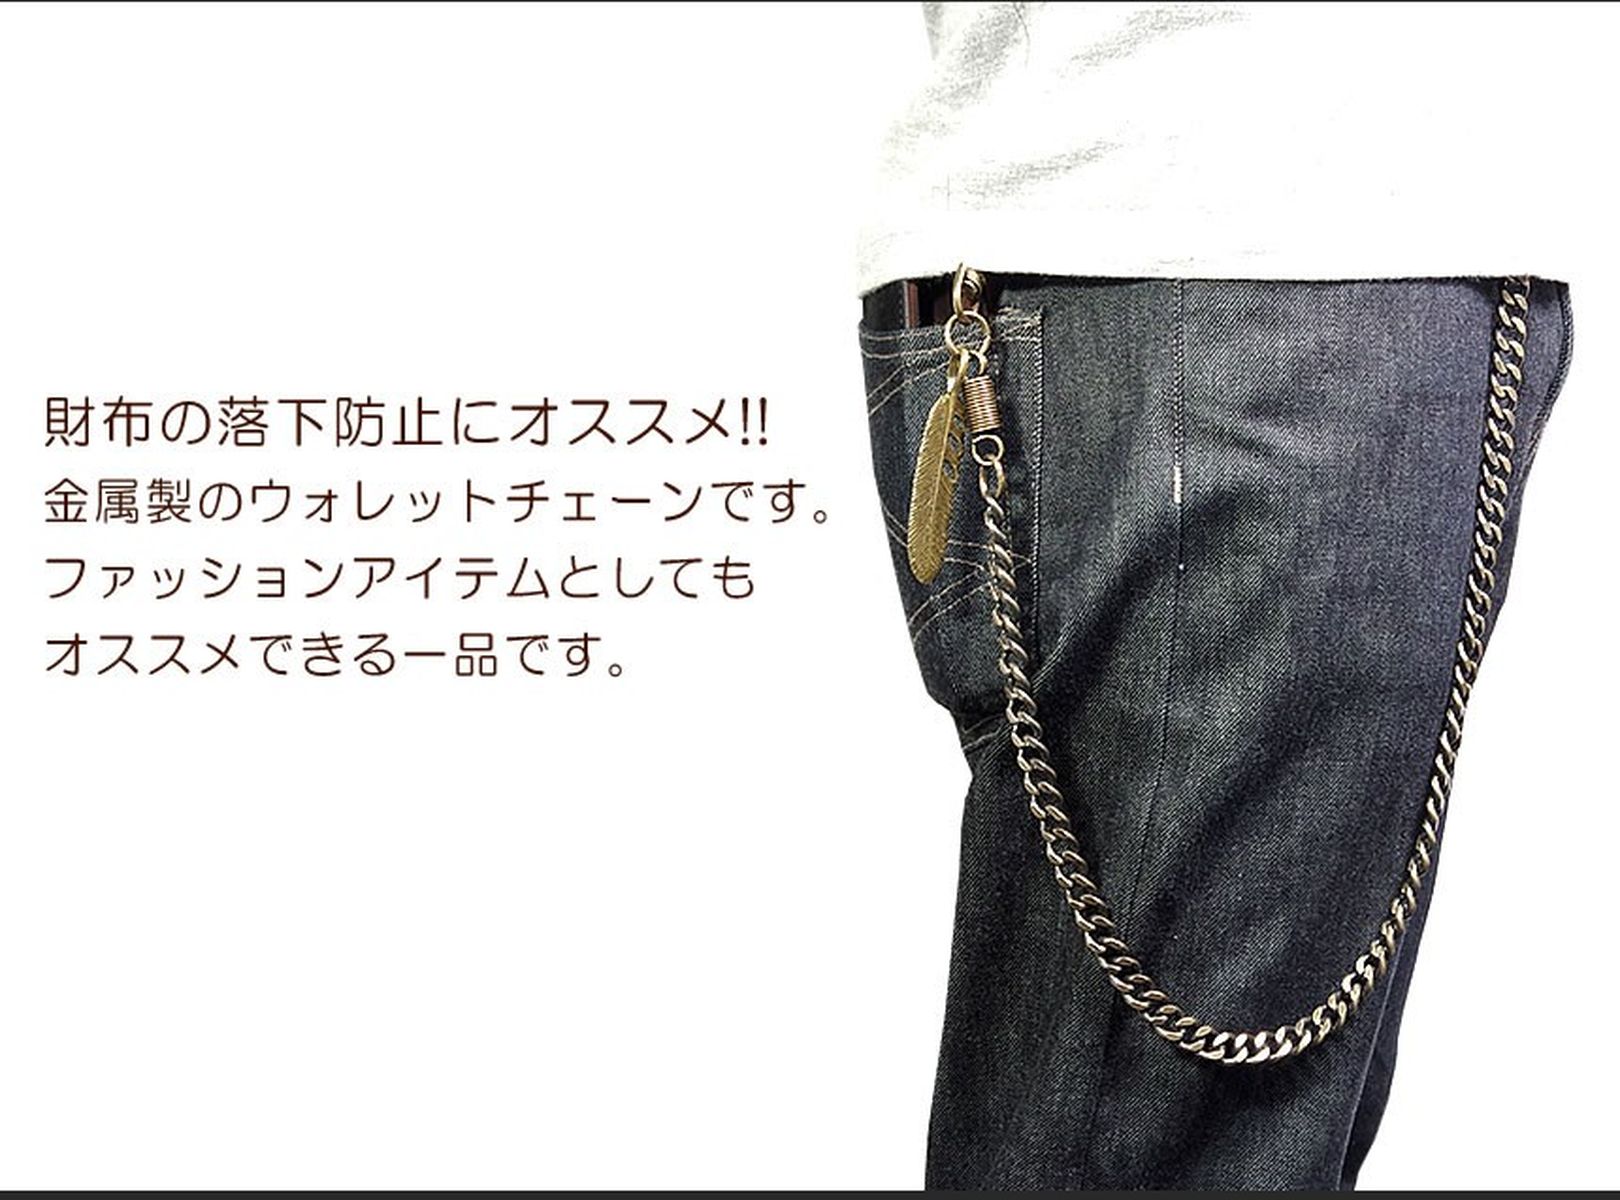 財布の落下防止にオススメ!!
金属製のウォレットチェーンです。
ファッションアイテムとしても
オススメできる一品です。